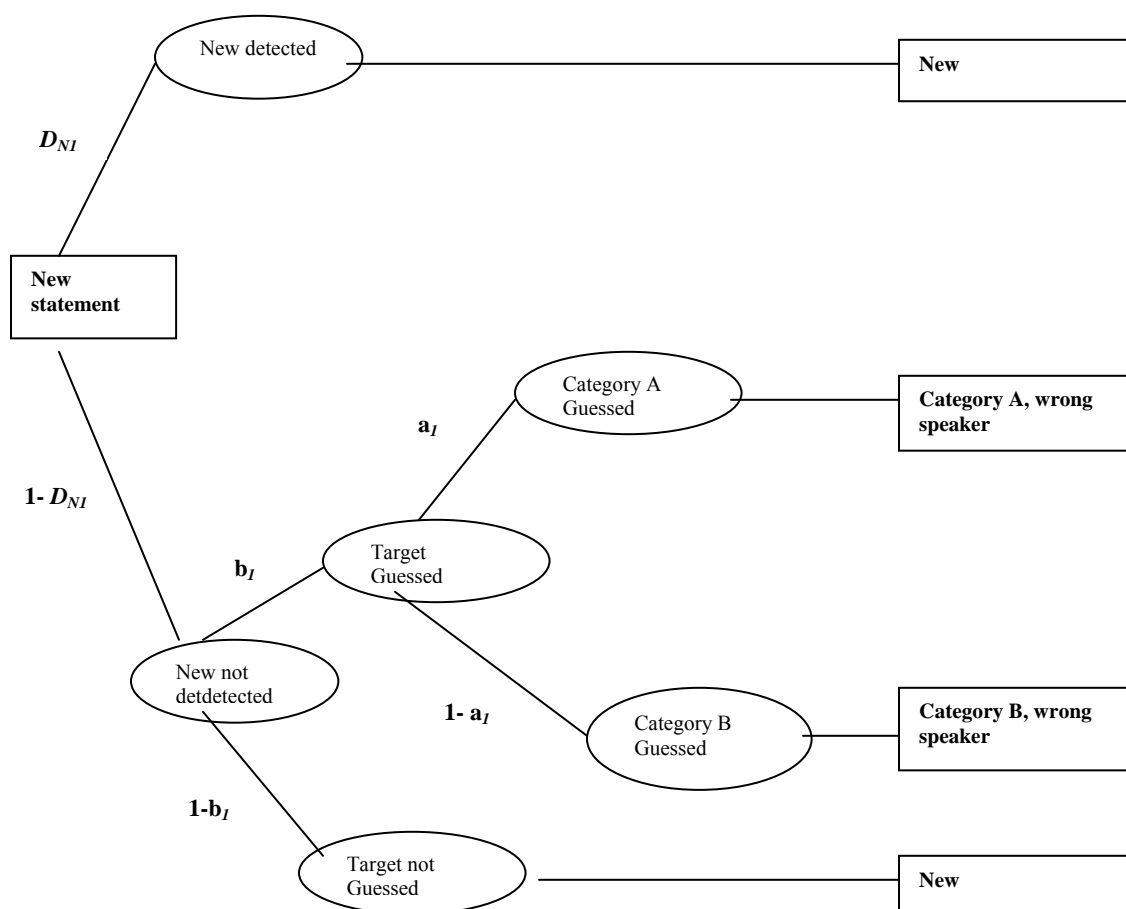 New detected
New
D_N1
New
statement
Category A
Guessed
Category A, wrong
speaker
a_1
1- D_N1
Target
Guessed
b_1
New not
detdetected
1- a_1
Category B
Guessed
Category B, wrong
speaker
1-b_1
Target not
Guessed
New